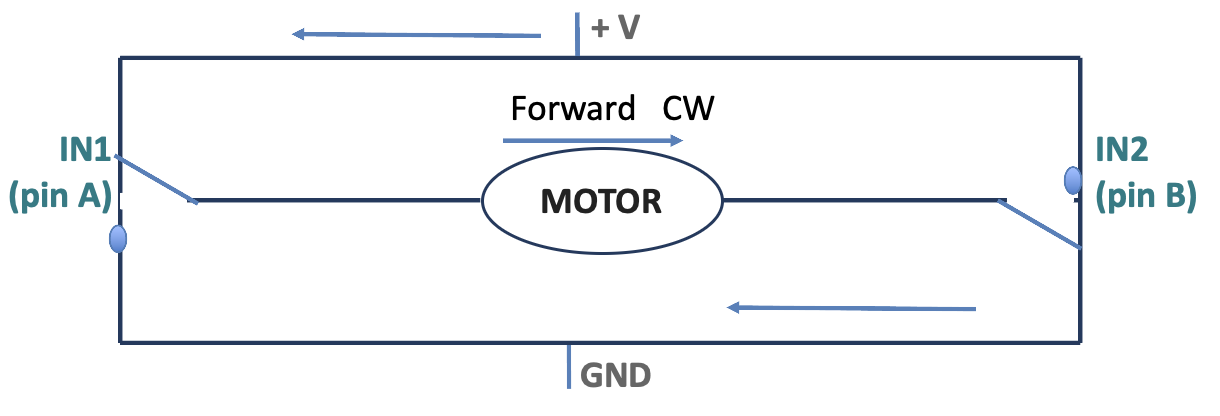 + V
Forward CW
IN1
(pin A)
MOTOR
IN2
(pin B)
GND